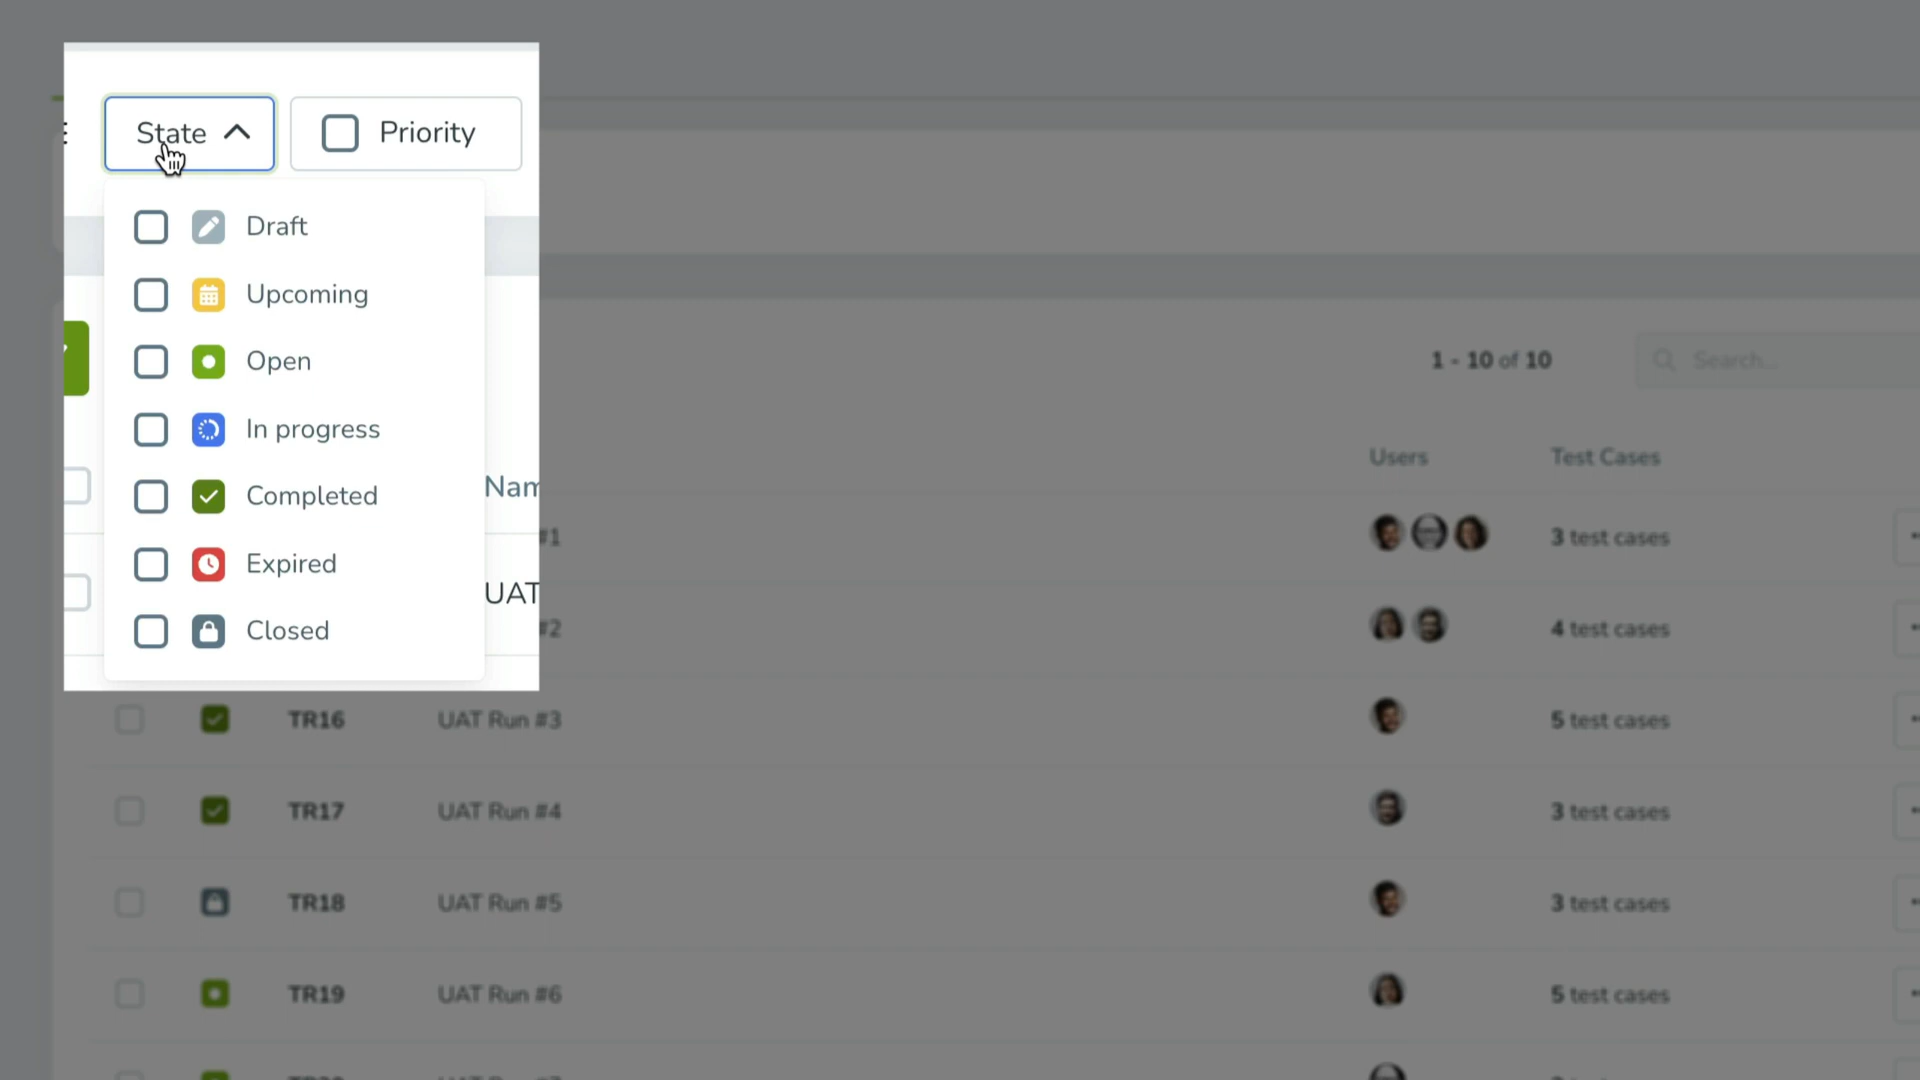 State
Priority
Draft
Upcoming
Open
In progress
Completed
Expired
Closed
1 - 10 of 10
Search...
Nam
Users
Test Cases
#1
3 test cases
UAT
#2
4 test cases
TR16
UAT Run #3
5 test cases
TR17
UAT Run #4
3 test cases
TR18
UAT Run #5
3 test cases
TR19
UAT Run #6
5 test cases